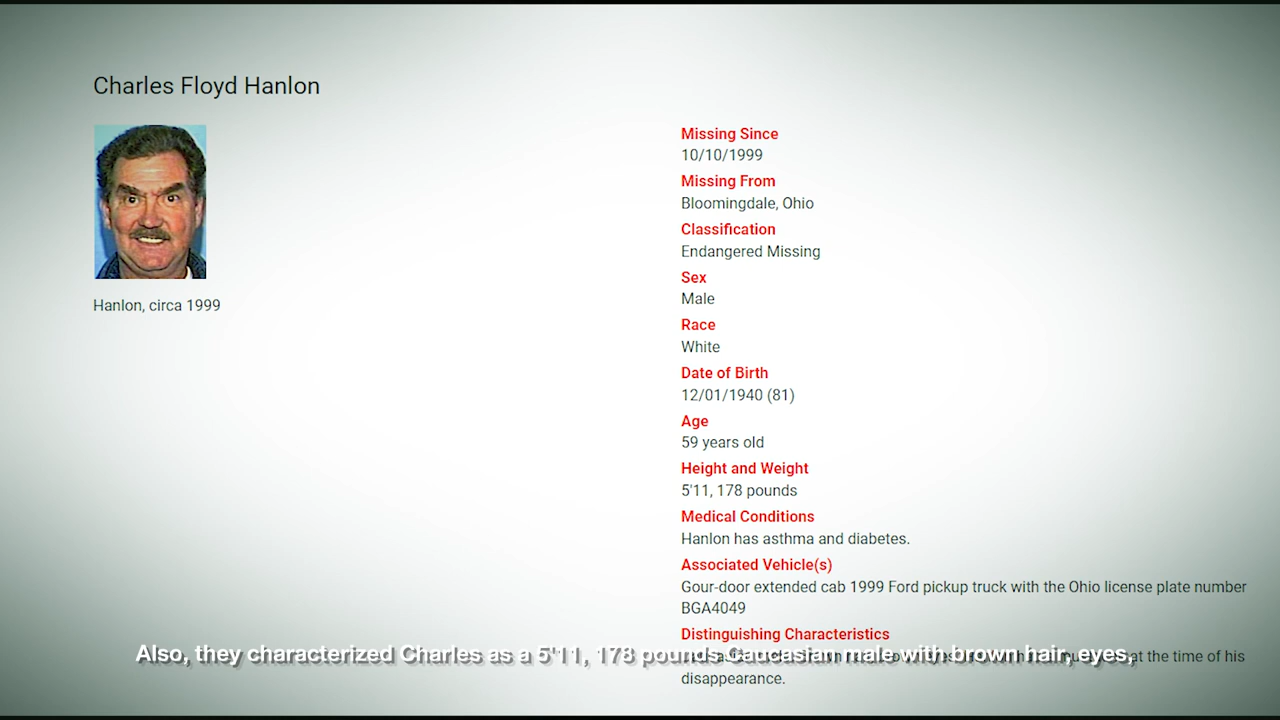 Charles Floyd Hanlon
Hanlon, circa 1999
Missing Since
10/10/1999
Missing From
Bloomingdale, Ohio
Classification
Endangered Missing
Sex
Male
Race
White
Date of Birth
12/01/1940 (81)
Age
59 years old
Height and Weight
5'11, 178 pounds
Medical Conditions
Hanlon has asthma and diabetes.
Associated Vehicle(s)
Gour-door extended cab 1999 Ford pickup truck with the Ohio license plate number
BGA4049
Distinguishing Characteristics
at the time of his
disappearance.
Also, they characterized Charles as a 5'11, 178 pounds Caucasian male with brown hair, eyes,